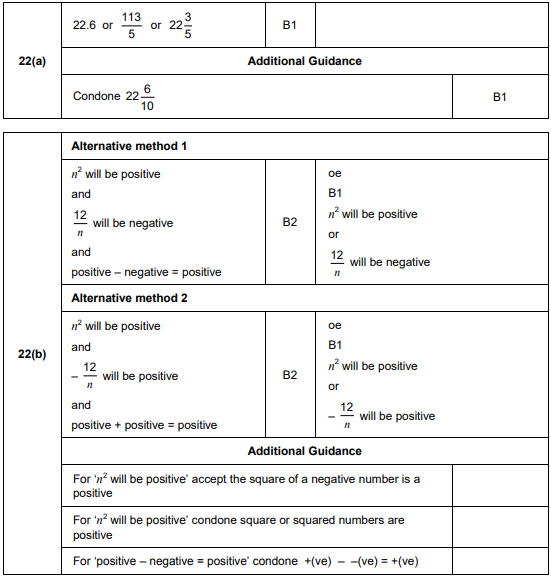 22(a)
22.6 or 113/5 or 22 3/5
B1
Additional Guidance
Condone 22 6/10
B1
22(b)
Alternative method 1
n² will be positive
and
12/n will be negative
and
positive – negative = positive
B2
oe
B1
n² will be positive
or
12/n will be negative
Alternative method 2
n² will be positive
and
– 12/n will be positive
and
positive + positive = positive
B2
oe
B1
n² will be positive
or
– 12/n will be positive
Additional Guidance
For ‘n² will be positive’ accept the square of a negative number is a
positive
For ‘n² will be positive’ condone square or squared numbers are
positive
For ‘positive – negative = positive’ condone +(ve) – –(ve) = +(ve)